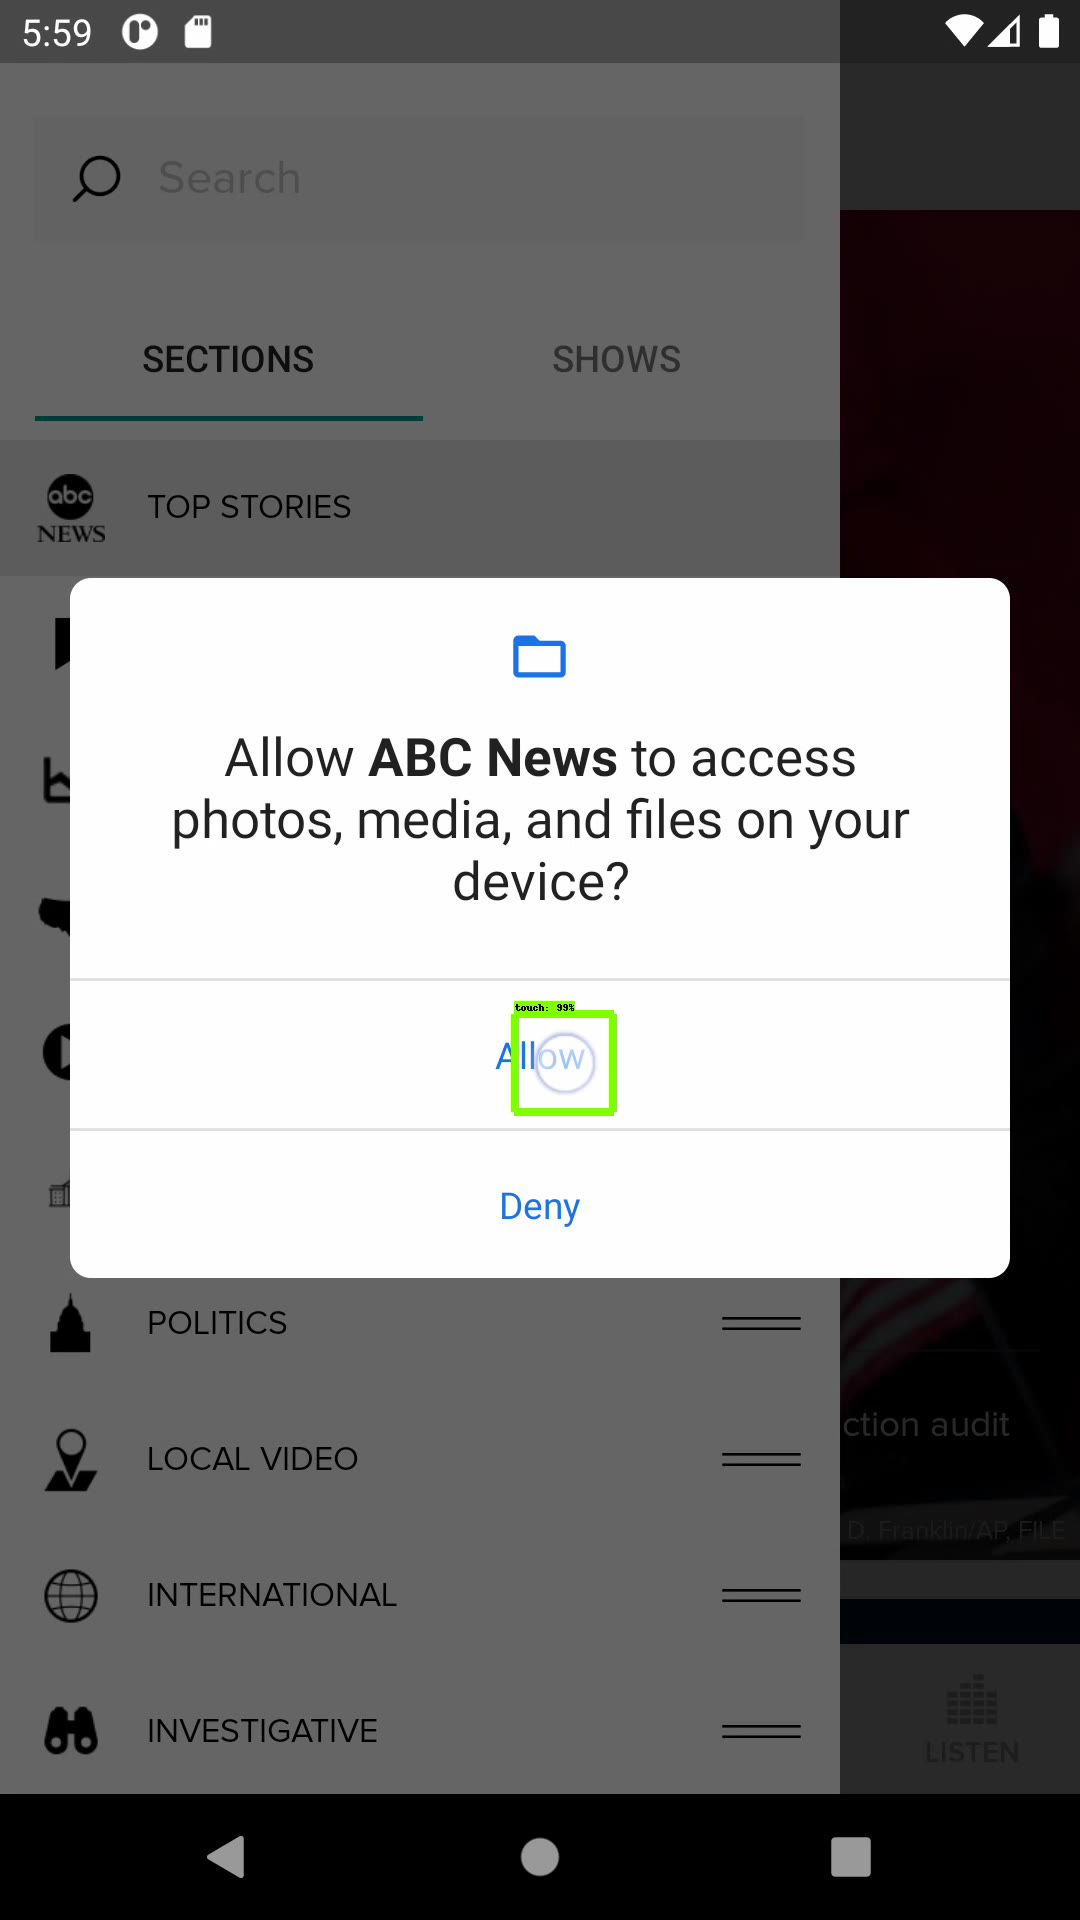 5:59
Search
SECTIONS
SHOWS
abc
NEWS
TOP STORIES
Allow ABC News to access
photos, media, and files on your
device?
touch: 99%
Allow
Deny
POLITICS
ction audit
LOCAL VIDEO
D. Franklin/AP, FILE
INTERNATIONAL
INVESTIGATIVE
LISTEN